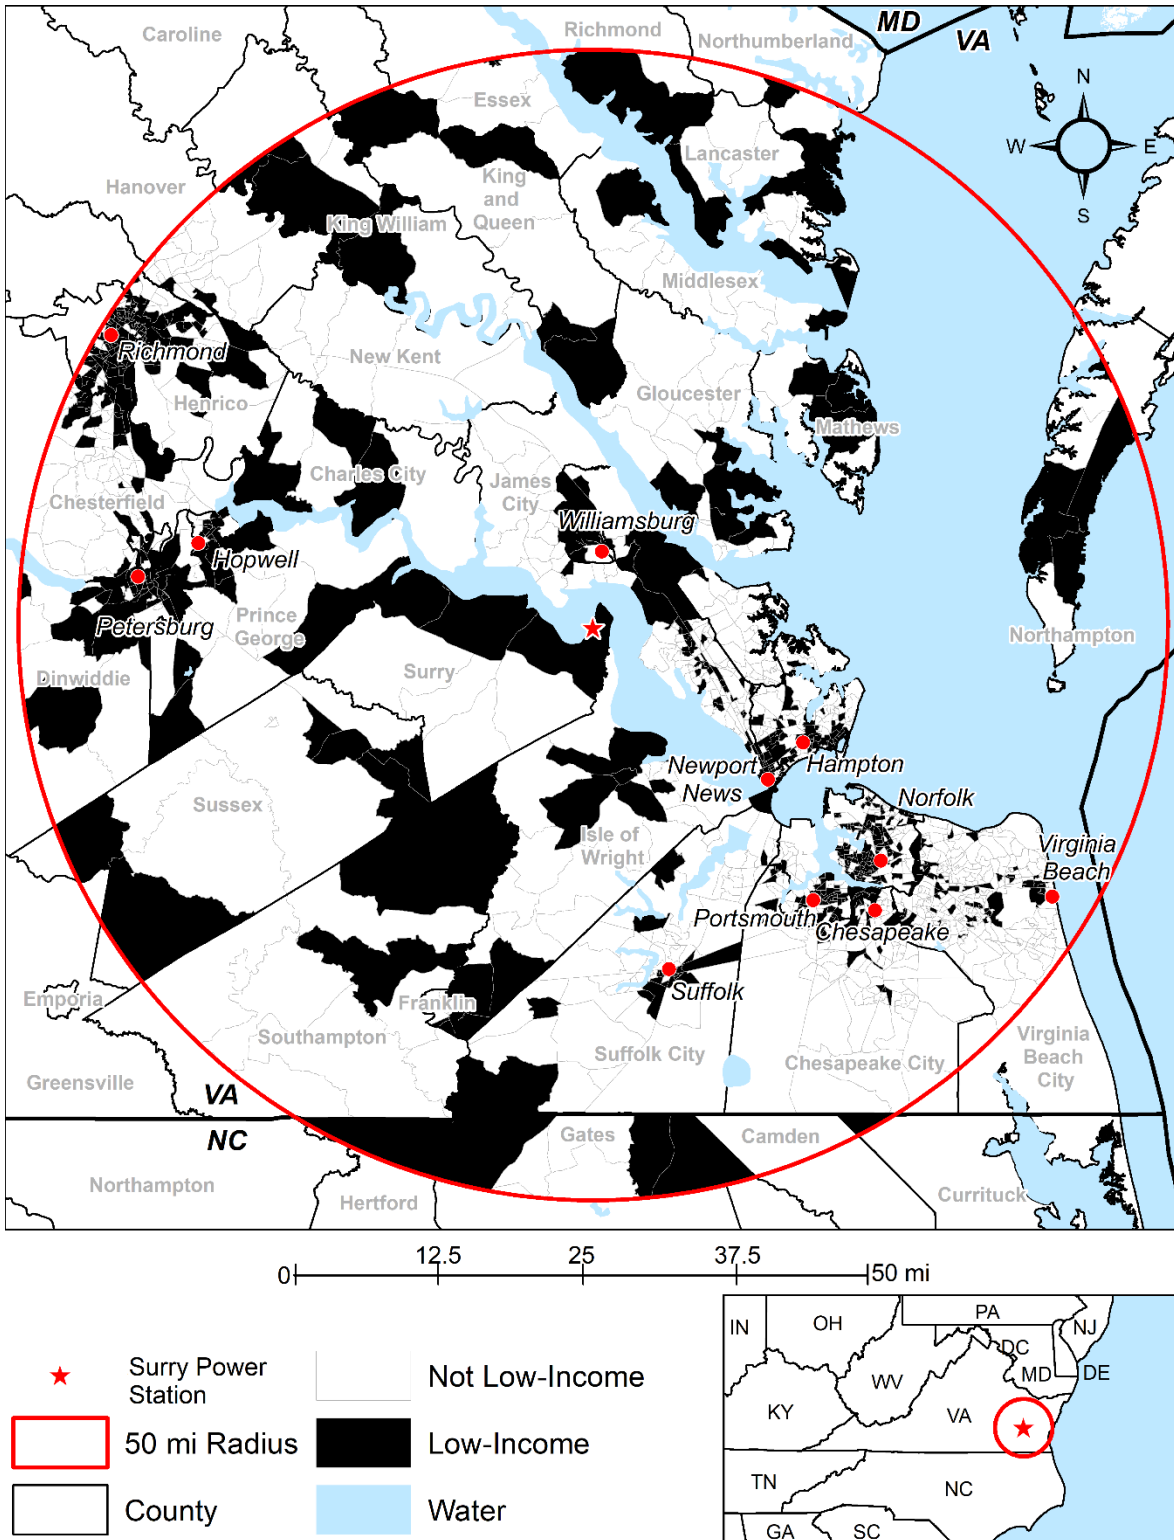 Caroline
Richmond
Northumberland
MD
VA
Essex
N
W
E
S
Lancaster
Hanover
King
and
Queen
King William
Middlesex
Richmond
New Kent
Henrico
Gloucester
Mathews
Charles City
James
City
Chesterfield
Williamsburg
Hopwell
Petersburg
Prince
George
Northampton
Dinwiddie
Surry
Newport
News
Hampton
Sussex
Norfolk
Isle of
Wright
Virginia
Beach
Portsmouth
Chesapeake
Suffolk
Emporia
Franklin
Southampton
Suffolk City
Chesapeake City
Virginia
Beach
City
Greensville
VA
NC
Gates
Camden
Northampton
Hertford
Currituck
0
12.5
25
37.5
50 mi
Surry Power
Station
Not Low-Income
50 mi Radius
Low-Income
County
Water
IN
OH
PA
NJ
DC
MD
DE
WV
KY
VA
TN
NC
GA
SC